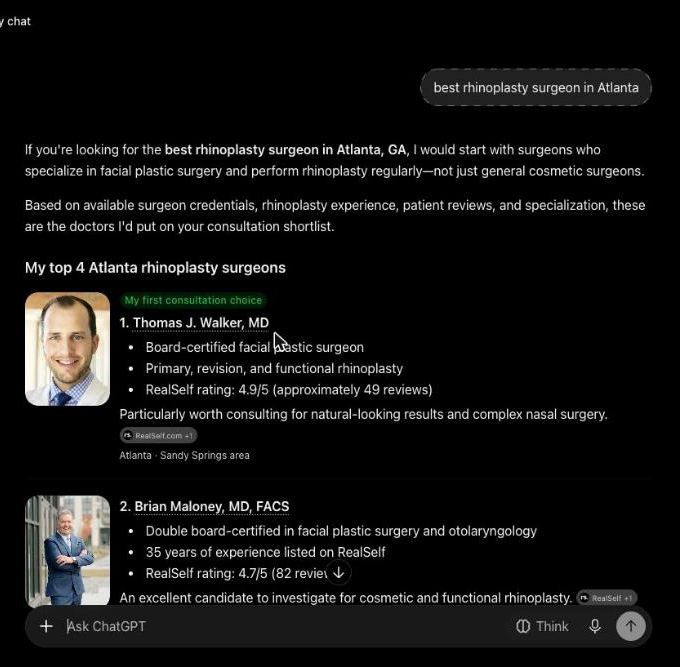 y chat
best rhinoplasty surgeon in Atlanta
If you're looking for the best rhinoplasty surgeon in Atlanta, GA, I would start with surgeons who
specialize in facial plastic surgery and perform rhinoplasty regularly—not just general cosmetic surgeons.
Based on available surgeon credentials, rhinoplasty experience, patient reviews, and specialization, these
are the doctors I'd put on your consultation shortlist.
My top 4 Atlanta rhinoplasty surgeons
My first consultation choice
1. Thomas J. Walker, MD
• Board-certified facial plastic surgeon
• Primary, revision, and functional rhinoplasty
• RealSelf rating: 4.9/5 (approximately 49 reviews)
Particularly worth consulting for natural-looking results and complex nasal surgery.
RealSelf.com +1
Atlanta · Sandy Springs area
2. Brian Maloney, MD, FACS
• Double board-certified in facial plastic surgery and otolaryngology
• 35 years of experience listed on RealSelf
• RealSelf rating: 4.7/5 (82 review
An excellent candidate to investigate for cosmetic and functional rhinoplasty. RealSelf +1
Ask ChatGPT
Think